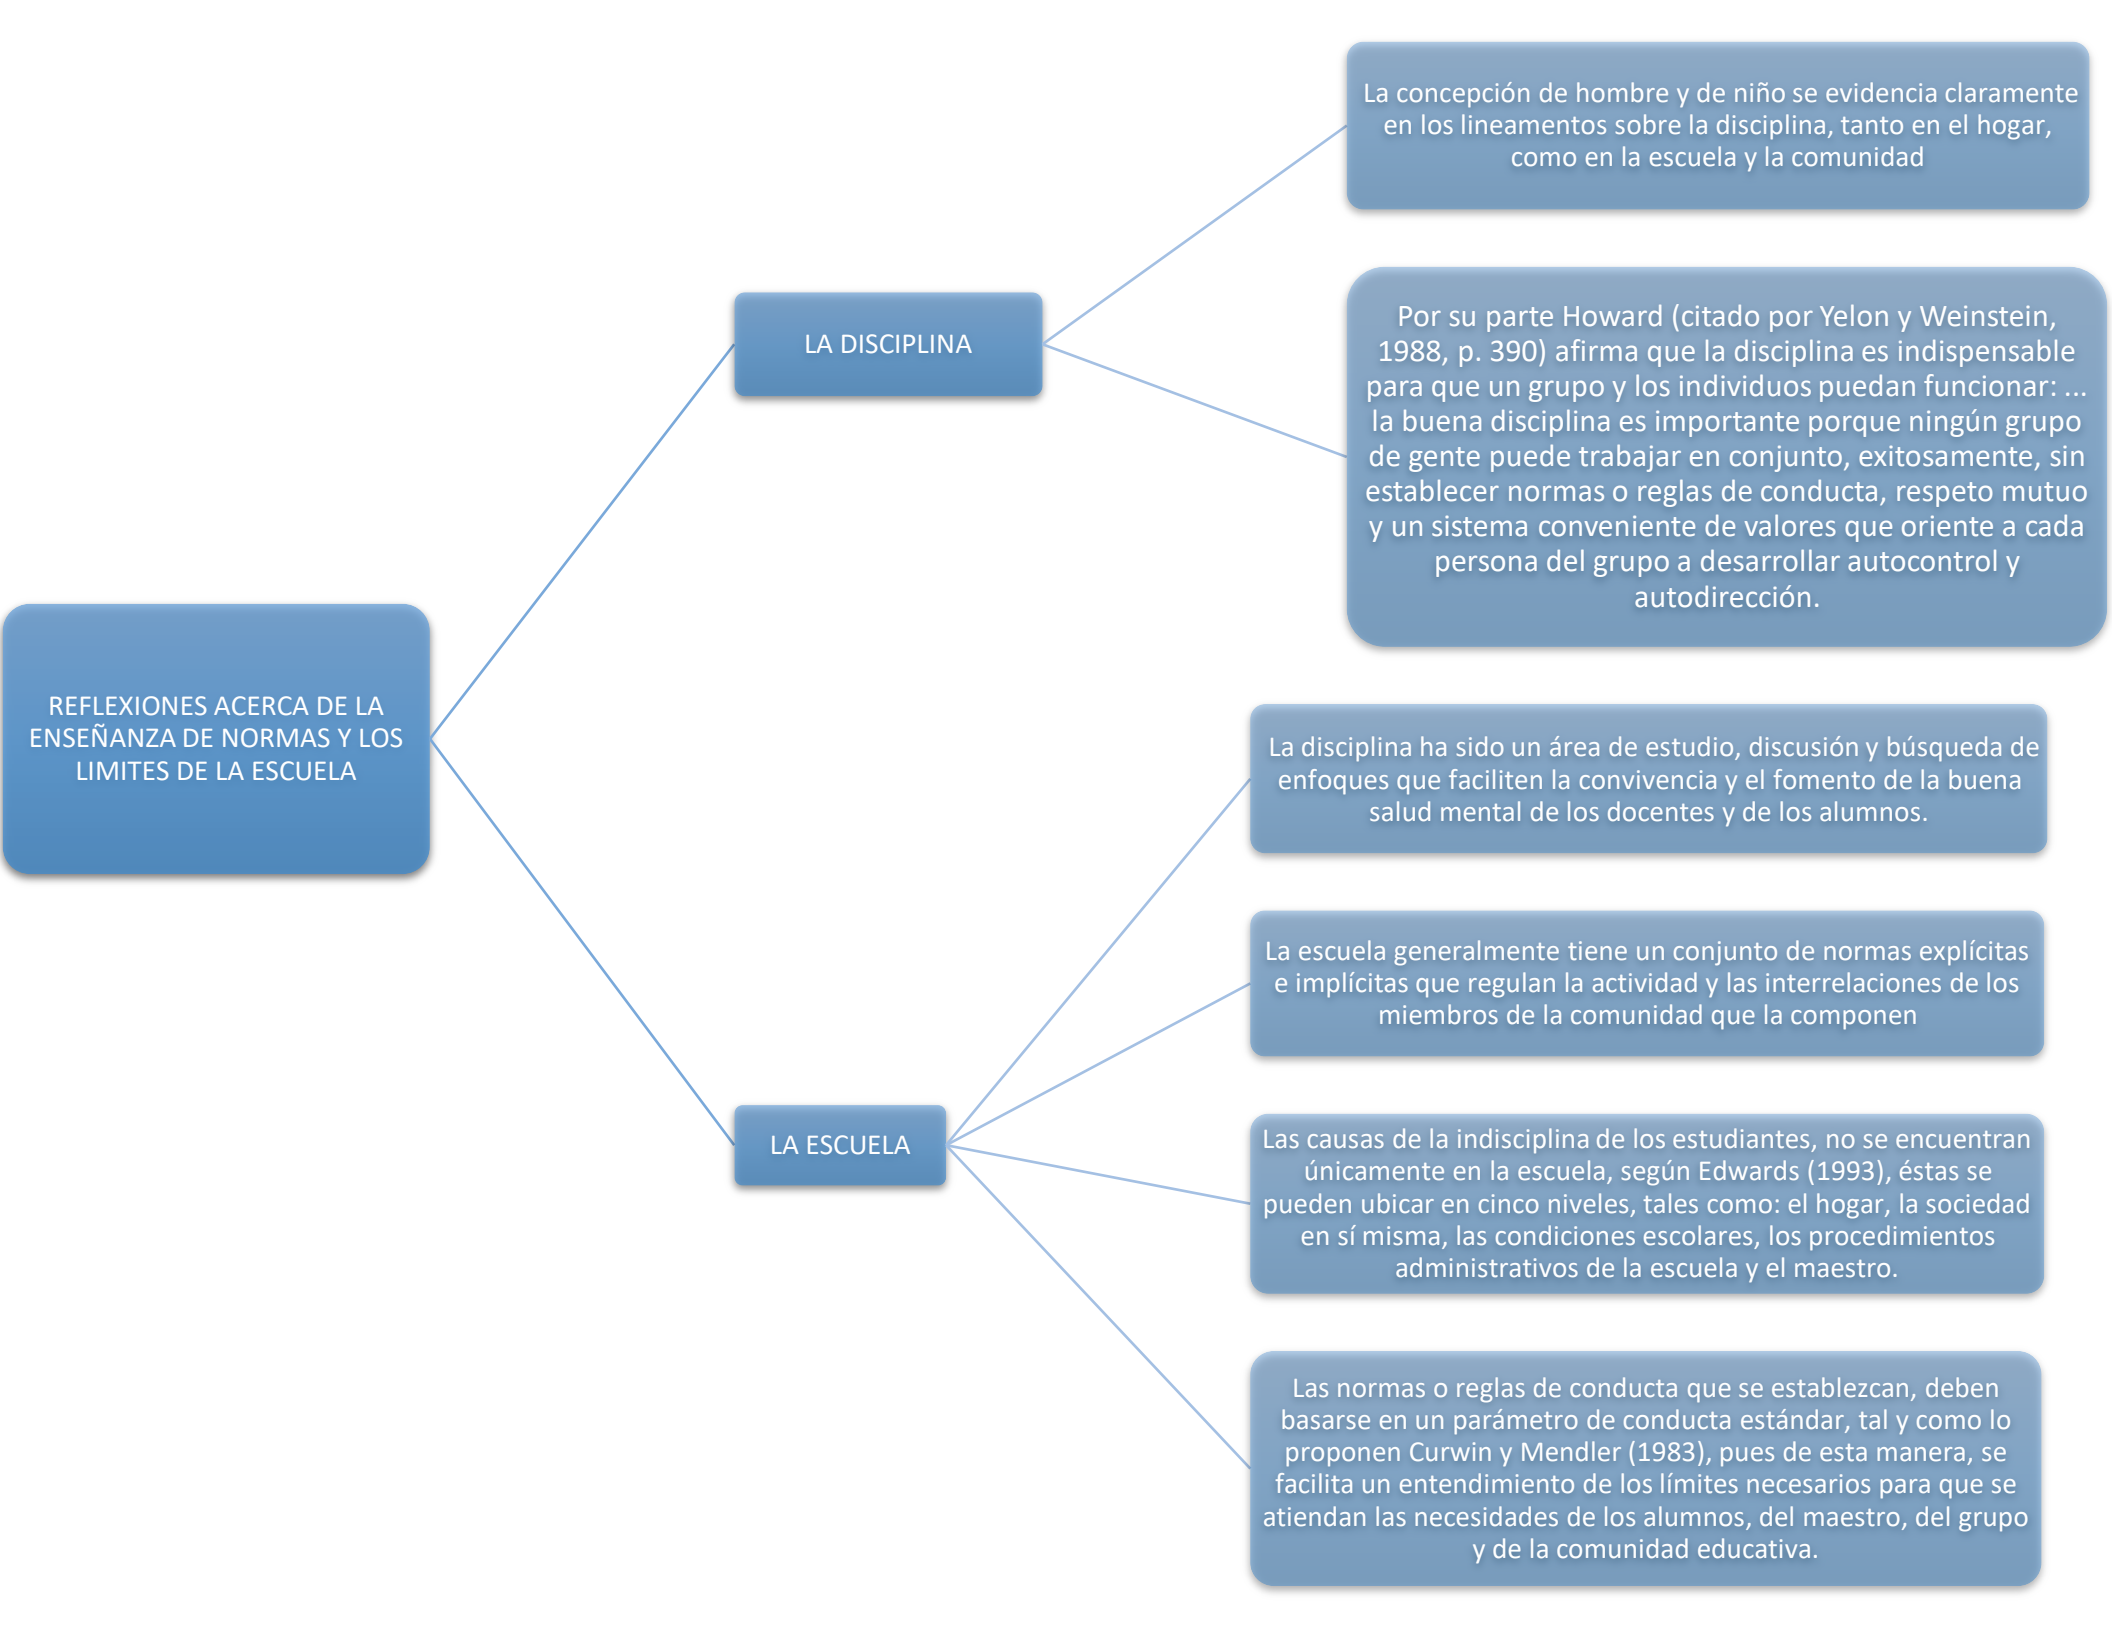 REFLEXIONES ACERCA DE LA
ENSEÑANZA DE NORMAS Y LOS
LIMITES DE LA ESCUELA
LA DISCIPLINA
La concepción de hombre y de niño se evidencia claramente
en los lineamentos sobre la disciplina, tanto en el hogar,
como en la escuela y la comunidad
Por su parte Howard (citado por Yelon y Weinstein,
1988, p. 390) afirma que la disciplina es indispensable
para que un grupo y los individuos puedan funcionar: ...
la buena disciplina es importante porque ningún grupo
de gente puede trabajar en conjunto, exitosamente, sin
establecer normas o reglas de conducta, respeto mutuo
y un sistema conveniente de valores que oriente a cada
persona del grupo a desarrollar autocontrol y
autodirección.
LA ESCUELA
La disciplina ha sido un área de estudio, discusión y búsqueda de
enfoques que faciliten la convivencia y el fomento de la buena
salud mental de los docentes y de los alumnos.
La escuela generalmente tiene un conjunto de normas explícitas
e implícitas que regulan la actividad y las interrelaciones de los
miembros de la comunidad que la componen
Las causas de la indisciplina de los estudiantes, no se encuentran
únicamente en la escuela, según Edwards (1993), éstas se
pueden ubicar en cinco niveles, tales como: el hogar, la sociedad
en sí misma, las condiciones escolares, los procedimientos
administrativos de la escuela y el maestro.
Las normas o reglas de conducta que se establezcan, deben
basarse en un parámetro de conducta estándar, tal y como lo
proponen Curwin y Mendler (1983), pues de esta manera, se
facilita un entendimiento de los límites necesarios para que se
atiendan las necesidades de los alumnos, del maestro, del grupo
y de la comunidad educativa.